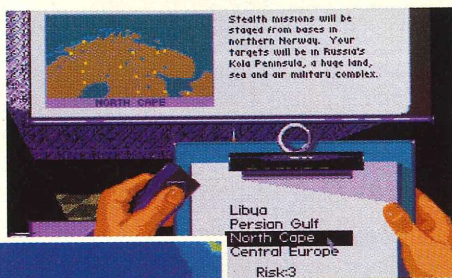 Stealth missions will be
staged from bases in
northern Norway. Your
targets will be in Russia's
Kola Peninsula, a huge land,
sea and air military complex.
NORTH CAPE
Libya
Persian Gulf
North Cape
Central Europe
Risk:3